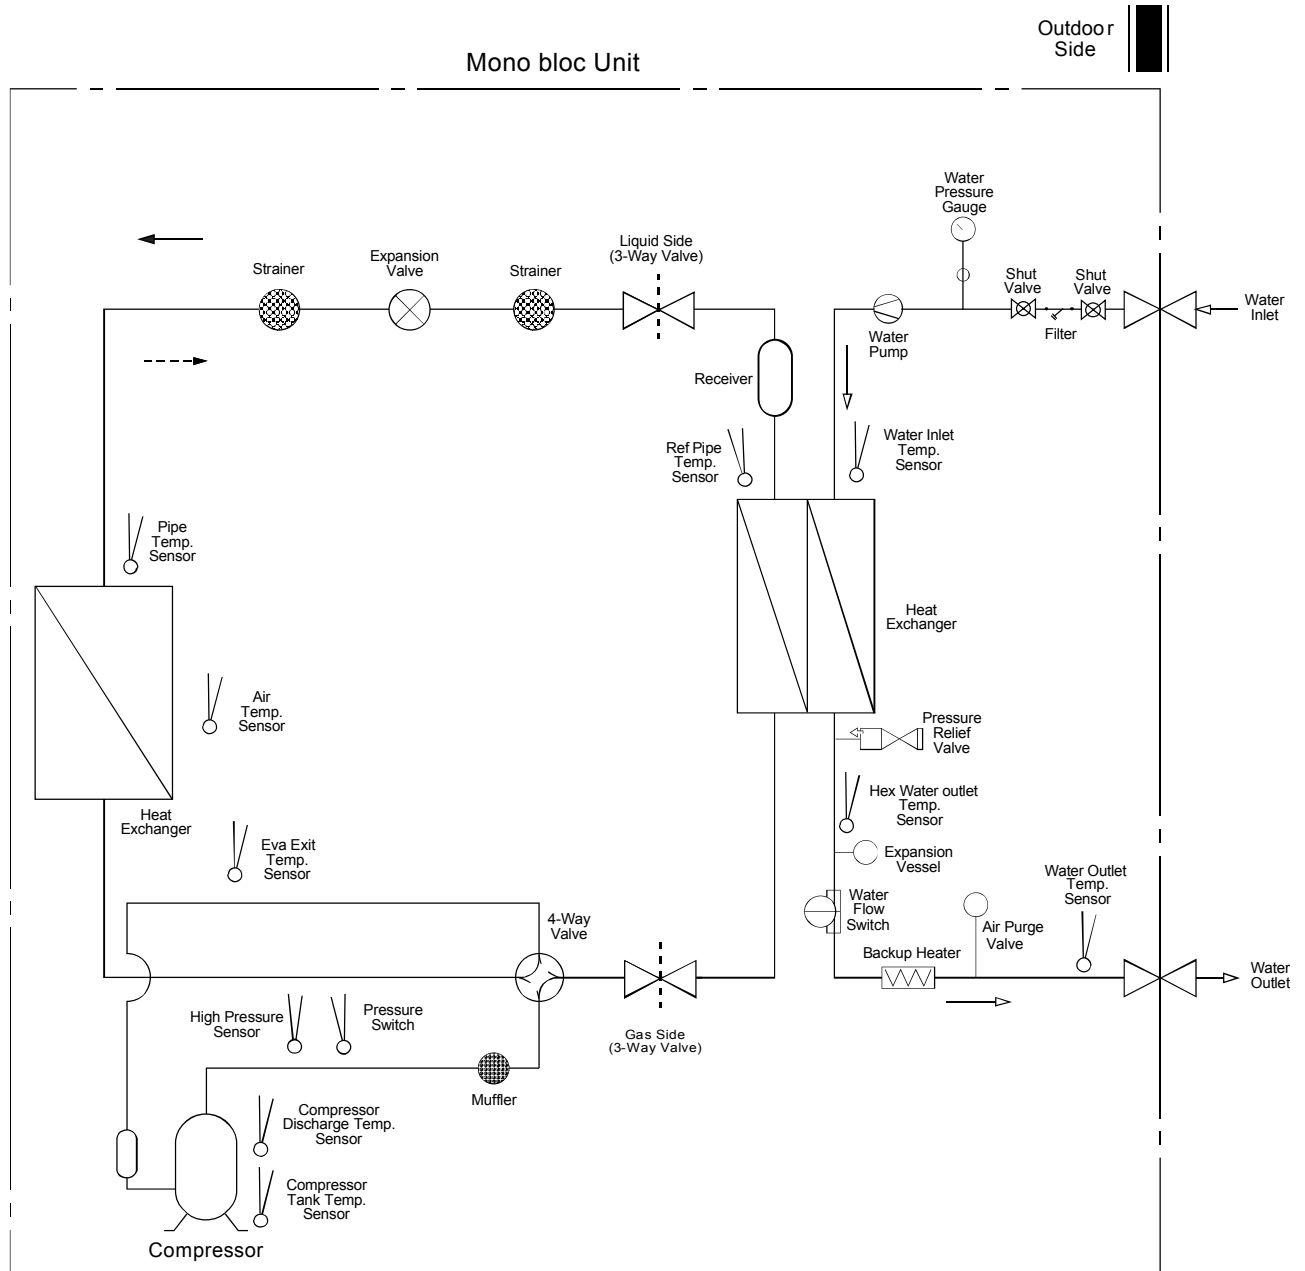 Outdoor
Side
Mono bloc Unit
Water
Pressure
Gauge
Liquid Side
(3-Way Valve)
Expansion
Valve
Strainer
Strainer
Shut
Valve
Shut
Valve
Water
Inlet
Filter
Water
Pump
Receiver
Ref Pipe
Temp.
Sensor
Water Inlet
Temp.
Sensor
Pipe
Temp.
Sensor
Heat
Exchanger
Air
Temp.
Sensor
Pressure
Relief
Valve
Heat
Exchanger
Hex Water outlet
Temp.
Sensor
Eva Exit
Temp.
Sensor
Expansion
Vessel
Water Outlet
Temp.
Sensor
Water
Flow
Switch
4-Way
Valve
Air Purge
Valve
Backup Heater
Water
Outlet
High Pressure
Sensor
Pressure
Switch
Gas Side
(3-Way Valve)
Muffler
Compressor
Discharge Temp.
Sensor
Compressor
Tank Temp.
Sensor
Compressor